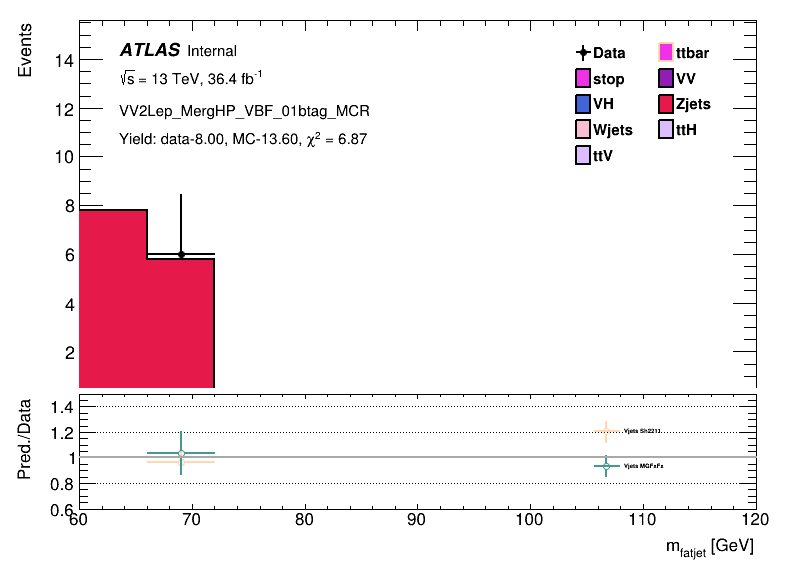 Events
14
12
10
8
6
4
2
ATLAS Internal
√s = 13 TeV, 36.4 fb⁻¹
VV2Lep_MergHP_VBF_01btag_MCR
Yield: data-8.00, MC-13.60, χ² = 6.87
Data
ttbar
stop
VV
VH
Zjets
Wjets
ttH
ttV
Pred./Data
1.4
1.2
1
0.8
0.6
Vjets Sh2211
Vjets MGFxFx
60 70 80 90 100 110 120
m_fatjet [GeV]